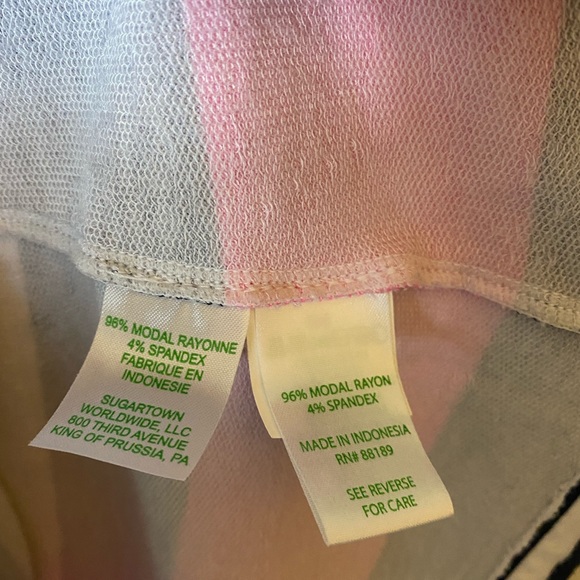 96% MODAL RAYONNE
4% SPANDEX
FABRIQUE EN
INDONESIE
SUGARTOWN
WORLDWIDE, LLC
800 THIRD AVENUE
KING OF PRUSSIA, PA
96% MODAL RAYON
4% SPANDEX
MADE IN INDONESIA
RN# 88189
SEE REVERSE
FOR CARE